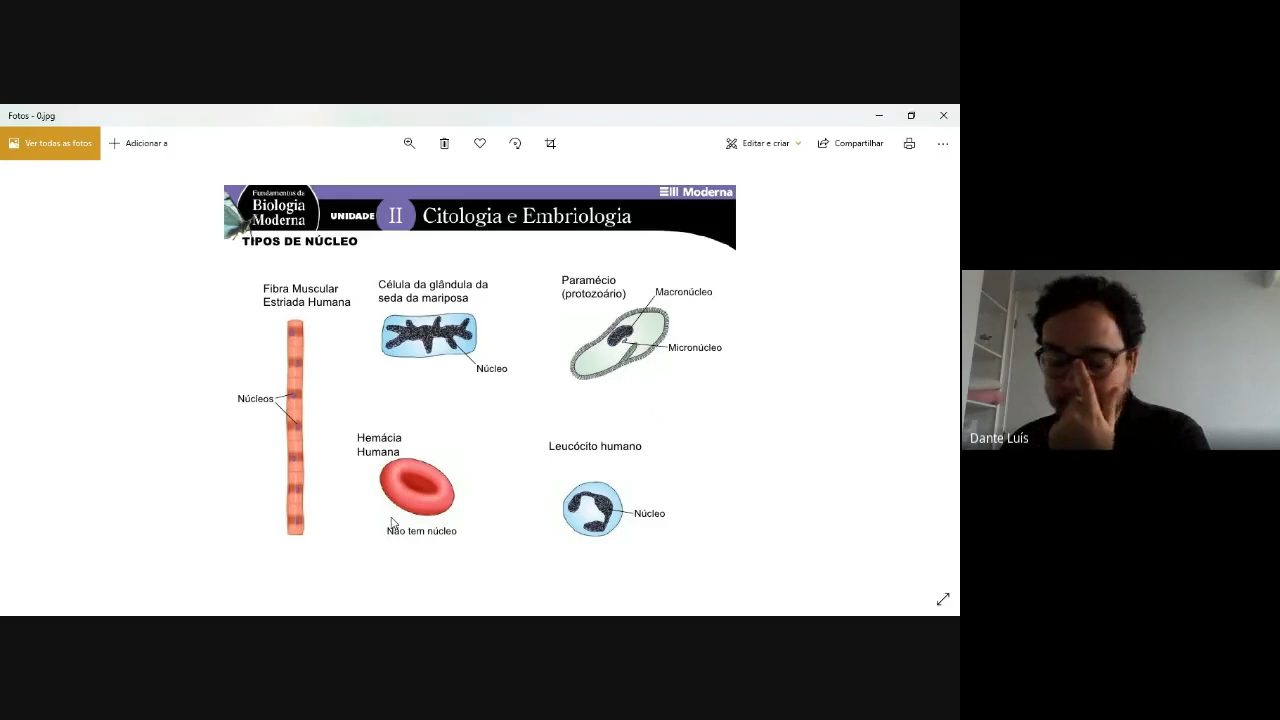 Fotos - 0.jpg
Ver todas as fotos
Adicionar a
Editar e criar
Compartilhar
Fundamentos da
Biologia
Moderna
UNIDADE II Citologia e Embriologia
Moderna
TIPOS DE NÚCLEO
Fibra Muscular
Estriada Humana
Célula da glândula da
seda da mariposa
Paramécio
(protozoário)
Macronúcleo
Micronúcleo
Núcleo
Núcleos
Hemácia
Humana
Não tem núcleo
Leucócito humano
Núcleo
Dante Luís